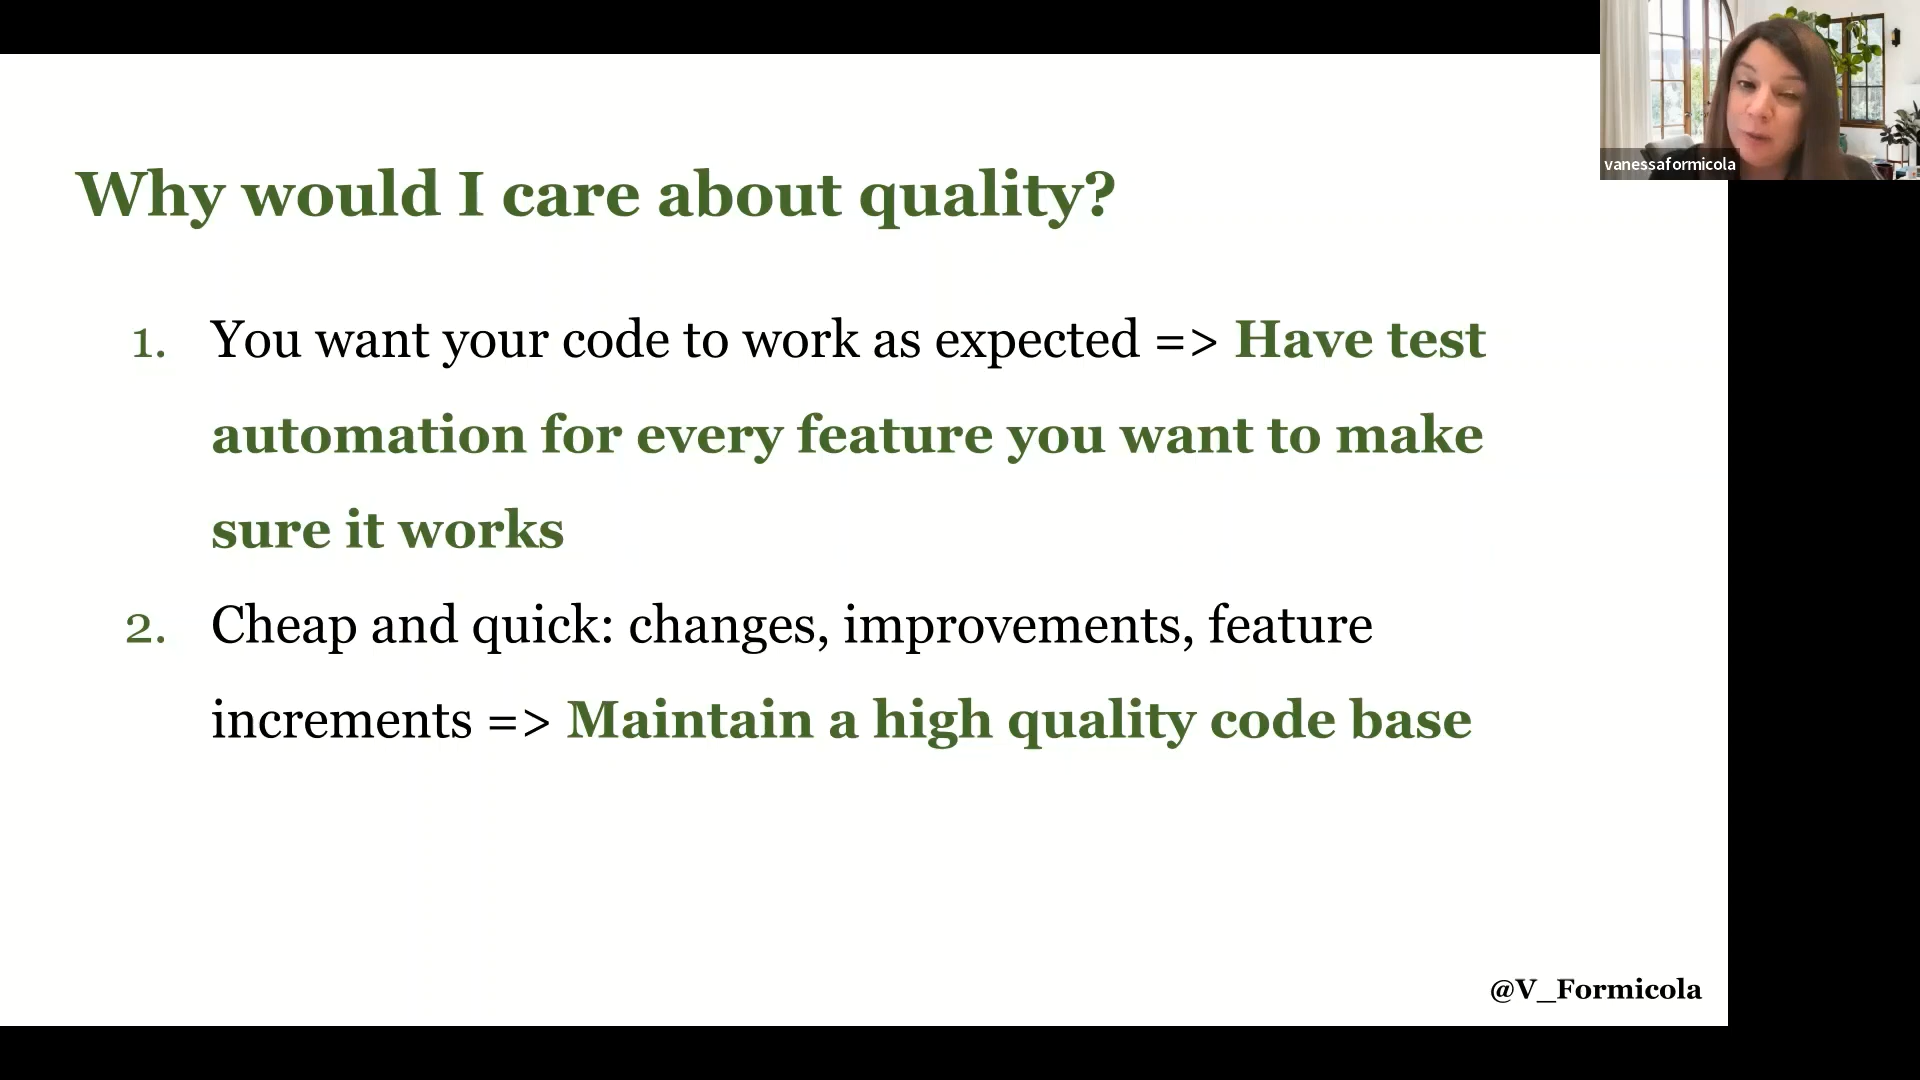 vanessaformicola
Why would I care about quality?
1. You want your code to work as expected => Have test
automation for every feature you want to make
sure it works
2. Cheap and quick: changes, improvements, feature
increments => Maintain a high quality code base
@V_Formicola